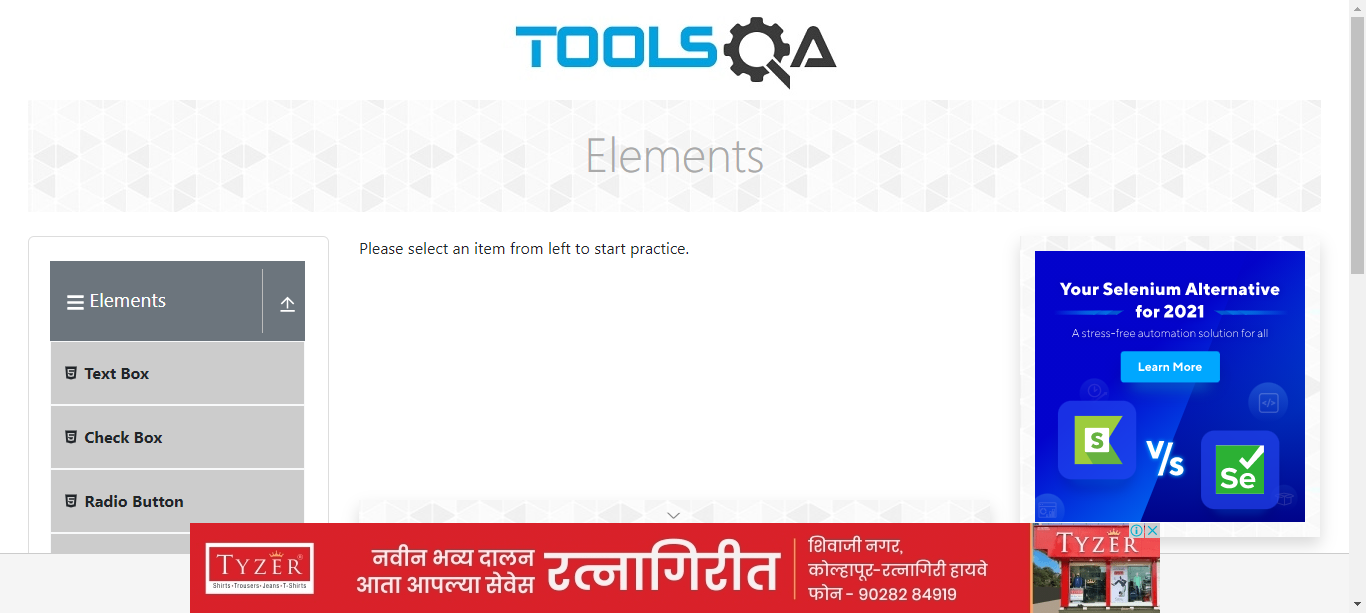 TOOLSQA
Elements
Elements
Text Box
Check Box
Radio Button
Please select an item from left to start practice.
Your Selenium Alternative
for 2021
A stress-free automation solution for all
Learn More
S
V/s
Se
TYZER®
Shirts•Trousers•Jeans•T-Shirts
नवीन भव्य दालन
आता आपल्या सेवेस
रत्नागिरीत
शिवाजी नगर,
कोल्हापूर-रत्नागिरी हायवे
फोन - 90282 84919
TYZER